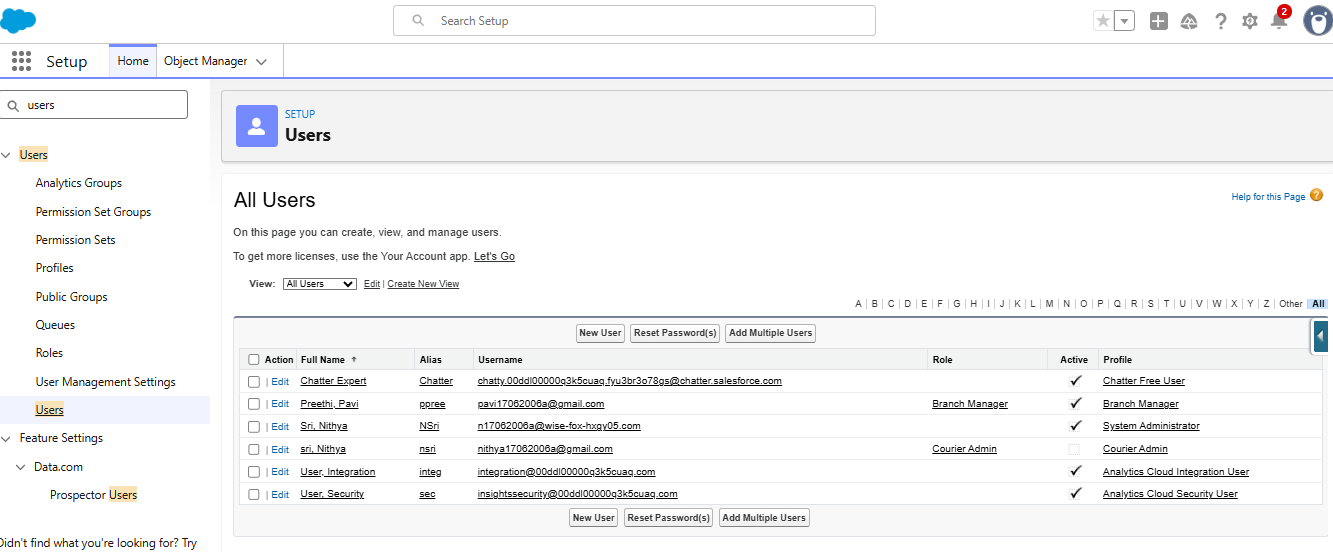 Search Setup
2
Setup Home Object Manager
users
Users
Analytics Groups
Permission Set Groups
Permission Sets
Profiles
Public Groups
Queues
Roles
User Management Settings
Users
Feature Settings
Data.com
Prospector Users
Didn't find what you're looking for? Try
SETUP
Users
All Users
Help for this Page ?
On this page you can create, view, and manage users.
To get more licenses, use the Your Account app. Let's Go
View: All Users Edit | Create New View
A | B | C | D | E | F | G | H | I | J | K | L | M | N | O | P | Q | R | S | T | U | V | W | X | Y | Z | Other All
New User Reset Password(s) Add Multiple Users
Action Full Name ↑ Alias Username Role Active Profile
| Edit Chatter Expert Chatter chatty.00ddl00000q3k5cuaq.fyu3br3o78gs@chatter.salesforce.com ✓ Chatter Free User
| Edit Preethi, Pavi ppree pavi17062006a@gmail.com Branch Manager ✓ Branch Manager
| Edit Sri, Nithya NSri n17062006a@wise-fox-hxqy05.com ✓ System Administrator
| Edit sri, Nithya nsri nithya17062006a@gmail.com Courier Admin Courier Admin
| Edit User, Integration integ integration@00ddl00000q3k5cuaq.com ✓ Analytics Cloud Integration User
| Edit User, Security sec insightssecurity@00ddl00000q3k5cuaq.com ✓ Analytics Cloud Security User
New User Reset Password(s) Add Multiple Users